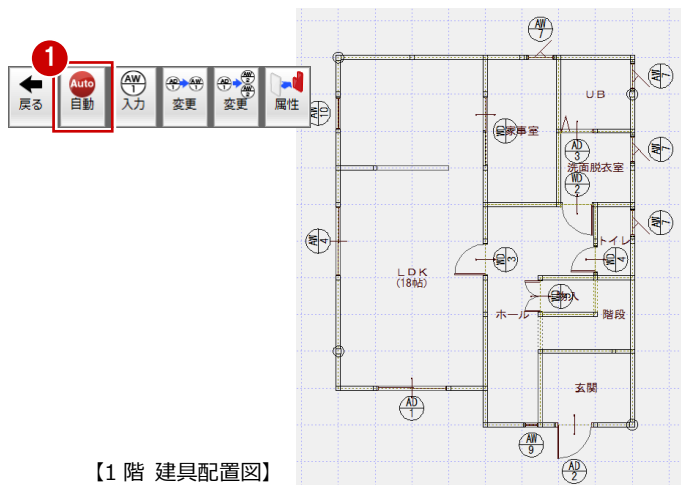 1
戻る
Auto
自動
AW
1
入力
変更
変更
属性
AW
7
AW
10
UB
AW
7
家事室
WD
AD
3
洗面脱衣室
WD
2
AW
7
AW
4
LDK
(18帖)
WD
3
トイレ
WD
4
AW
7
ホール
階段
玄関
AD
1
AW
9
AD
2
【1階 建具配置図】